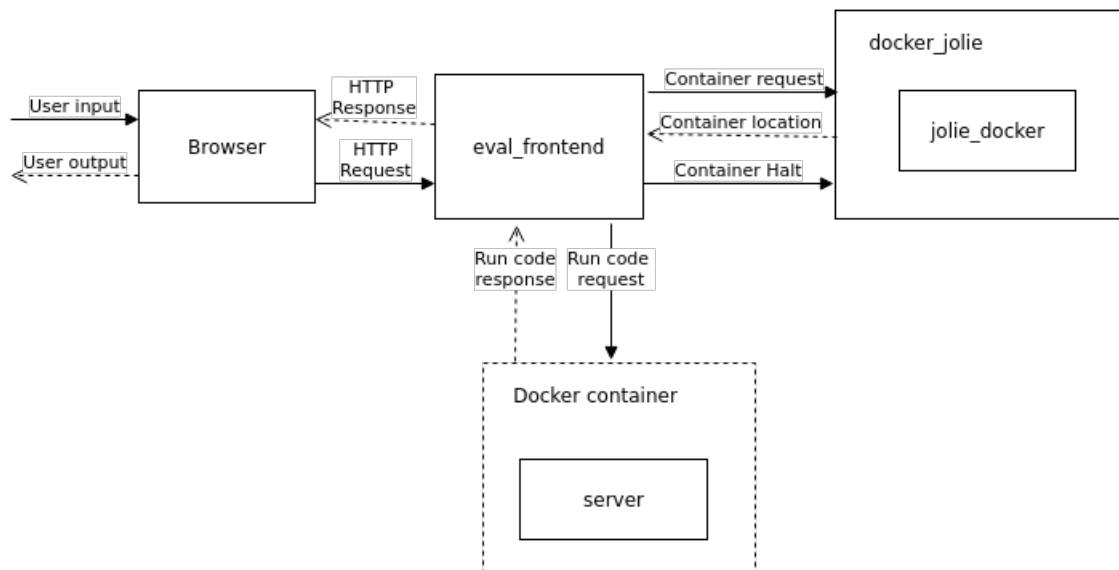 docker_jolie
Container request
HTTP
Response
User input
Container location
jolie_docker
Browser
eval_frontend
User output
HTTP
Request
Container Halt
Run code
response
Run code
request
Docker container
server